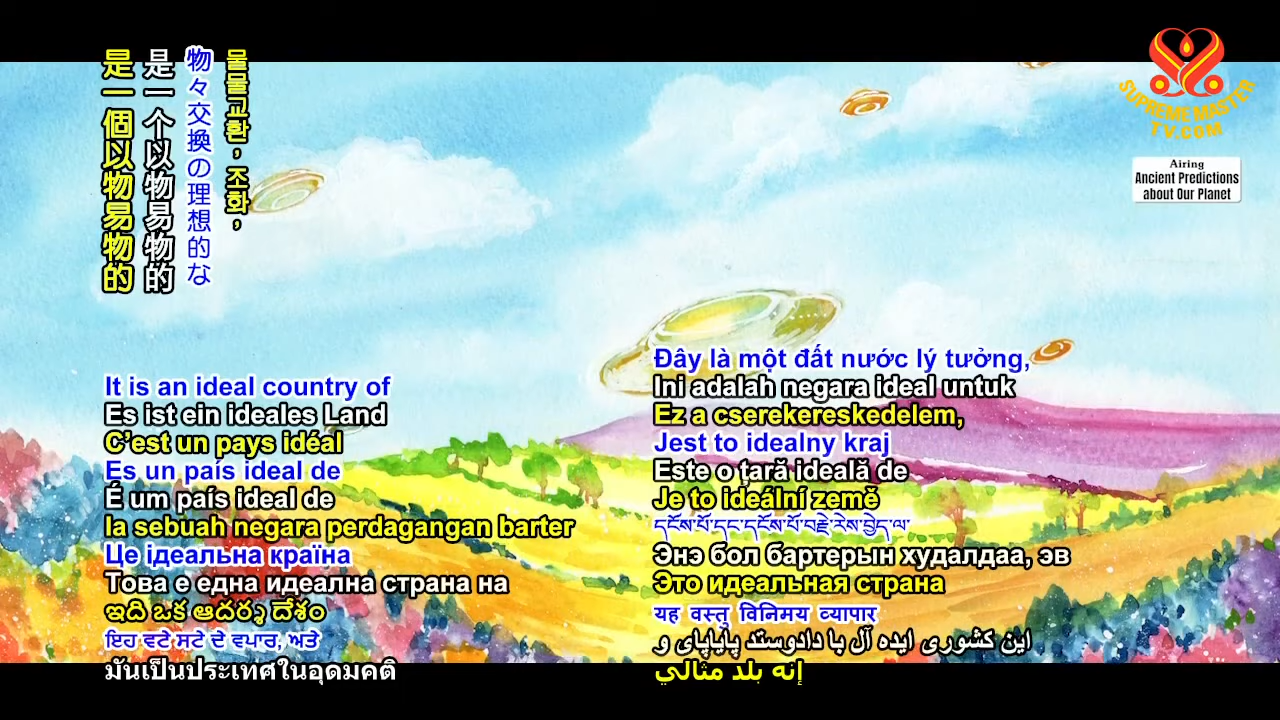 是一個以物易物的
是一个以物易物的
物々交換の理想的な
물물교환, 조화,
SUPREME MASTER
TV.COM
Airing
Ancient Predictions
about Our Planet
It is an ideal country of
Es ist ein ideales Land
C'est un pays idéal
Es un país ideal de
É um país ideal de
Ia sebuah negara perdagangan barter
Це ідеальна країна
Това е една идеална страна на
ఇది ఒక ఆదర్శ దేశం
ਇਹ ਵਟੇ ਸਟੇ ਦੇ ਵਪਾਰ, ਅਤੇ
มันเป็นประเทศในอุดมคติ
Đây là một đất nước lý tưởng,
Ini adalah negara ideal untuk
Ez a cserekereskedelem,
Jest to idealny kraj
Este o țară ideală de
Je to ideální země
དངོས་པོ་དང་དངོས་པོ་བརྗེ་རེས་བྱེད་ལ་
Энэ бол бартерын худалдаа, эв
Это идеальная страна
यह वस्तु विनिमय व्यापार
این کشوری ایده آل با دادوستد پایاپای و
إنه بلد مثالي